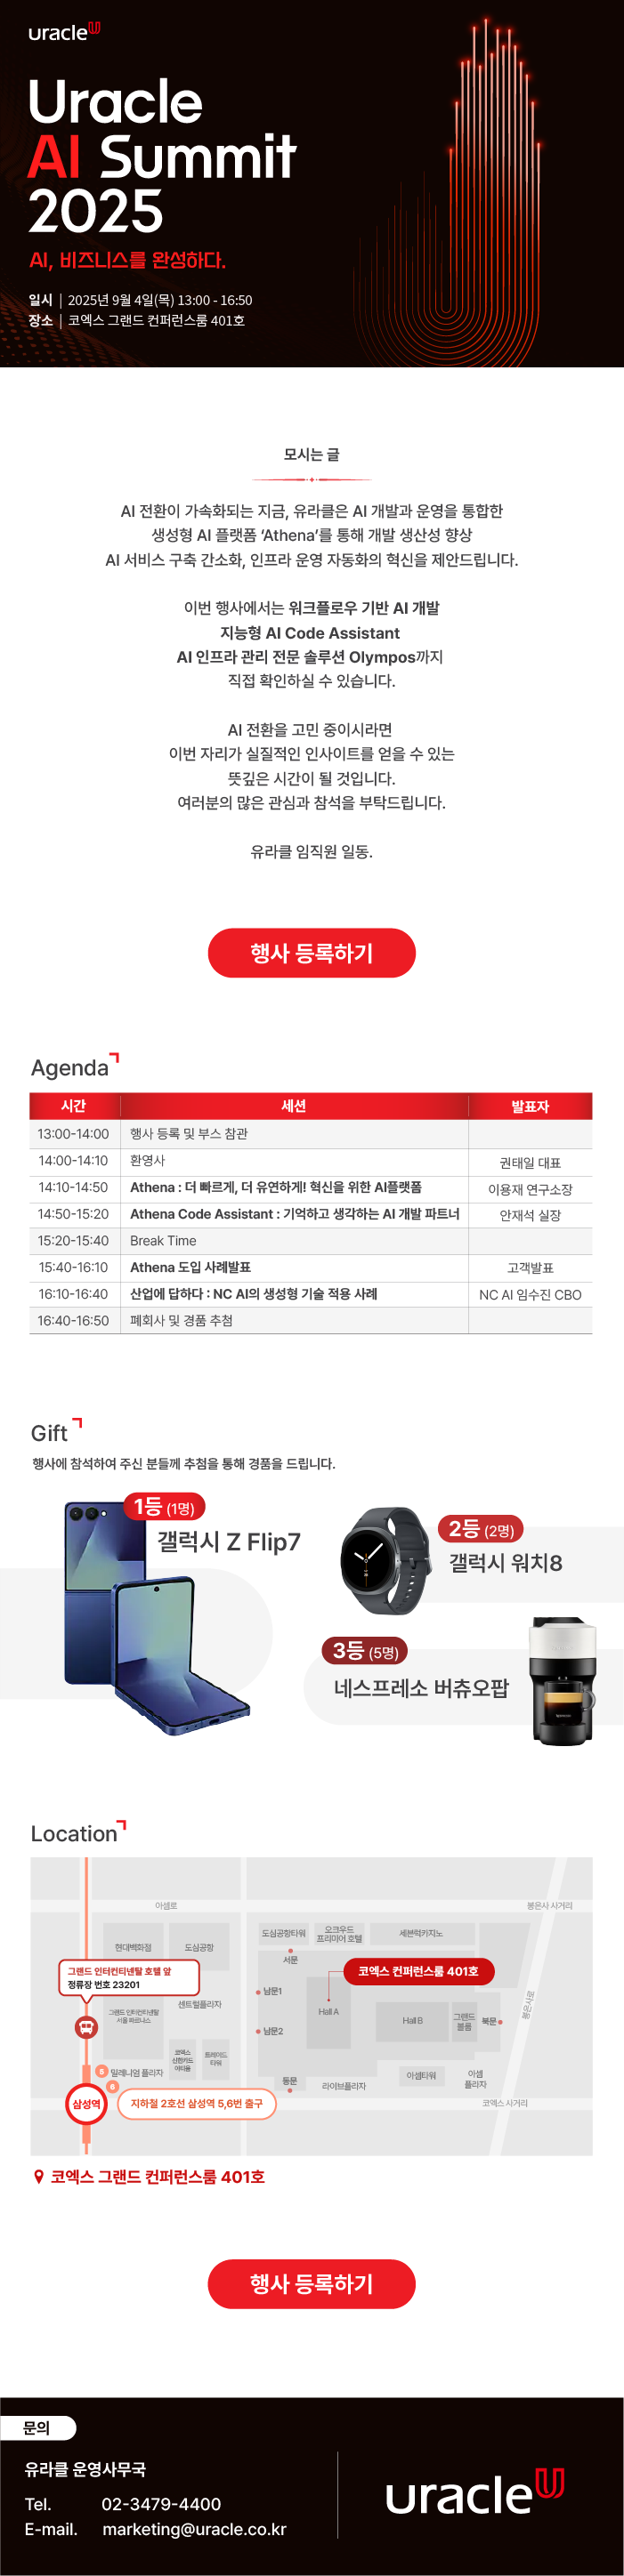 uracle
Uracle
AI Summit
2025
AI, 비즈니스를 완성하다.
일시 | 2025년 9월 4일(목) 13:00 - 16:50
장소 | 코엑스 그랜드 컨퍼런스룸 401호
모시는 글
AI 전환이 가속화되는 지금, 유라클은 AI 개발과 운영을 통합한
생성형 AI 플랫폼 ‘Athena’를 통해 개발 생산성 향상
AI 서비스 구축 간소화, 인프라 운영 자동화의 혁신을 제안드립니다.
이번 행사에서는 워크플로우 기반 AI 개발
지능형 AI Code Assistant
AI 인프라 관리 전문 솔루션 Olympos까지
직접 확인하실 수 있습니다.
AI 전환을 고민 중이시라면
이번 자리가 실질적인 인사이트를 얻을 수 있는
뜻깊은 시간이 될 것입니다.
여러분의 많은 관심과 참석을 부탁드립니다.
유라클 임직원 일동.
행사 등록하기
Agenda
시간 세션 발표자
13:00-14:00 행사 등록 및 부스 참관
14:00-14:10 환영사 권태일 대표
14:10-14:50 Athena : 더 빠르게, 더 유연하게! 혁신을 위한 AI플랫폼 이용재 연구소장
14:50-15:20 Athena Code Assistant : 기억하고 생각하는 AI 개발 파트너 안재석 실장
15:20-15:40 Break Time
15:40-16:10 Athena 도입 사례발표 고객발표
16:10-16:40 산업에 답하다 : NC AI의 생성형 기술 적용 사례 NC AI 임수진 CBO
16:40-16:50 폐회사 및 경품 추첨
Gift
행사에 참석하여 주신 분들께 추첨을 통해 경품을 드립니다.
1등 (1명)
갤럭시 Z Flip7
2등 (2명)
갤럭시 워치8
3등 (5명)
네스프레소 버츄오팝
Location
아셈로
봉은사 사거리
현대백화점
도심공항
도심공항타워
오크우드
프리미어 호텔
세븐럭카지노
서문
그랜드 인터컨티넨탈 호텔 앞
정류장 번호 23201
코엑스 컨퍼런스룸 401호
남문1
센트럴플라자
그랜드 인터컨티넨탈
서울 파르나스
Hall A
Hall B
그랜드
볼룸
북문
봉은사로
남문2
코엑스
신한카드
아티움
트레이드
타워
5
밀레니엄 플라자
6
동문
라이브플라자
아셈타워
아셈
플라자
삼성역
지하철 2호선 삼성역 5,6번 출구
코엑스 사거리
코엑스 그랜드 컨퍼런스룸 401호
행사 등록하기
문의
유라클 운영사무국
Tel. 02-3479-4400
E-mail. marketing@uracle.co.kr
uracle